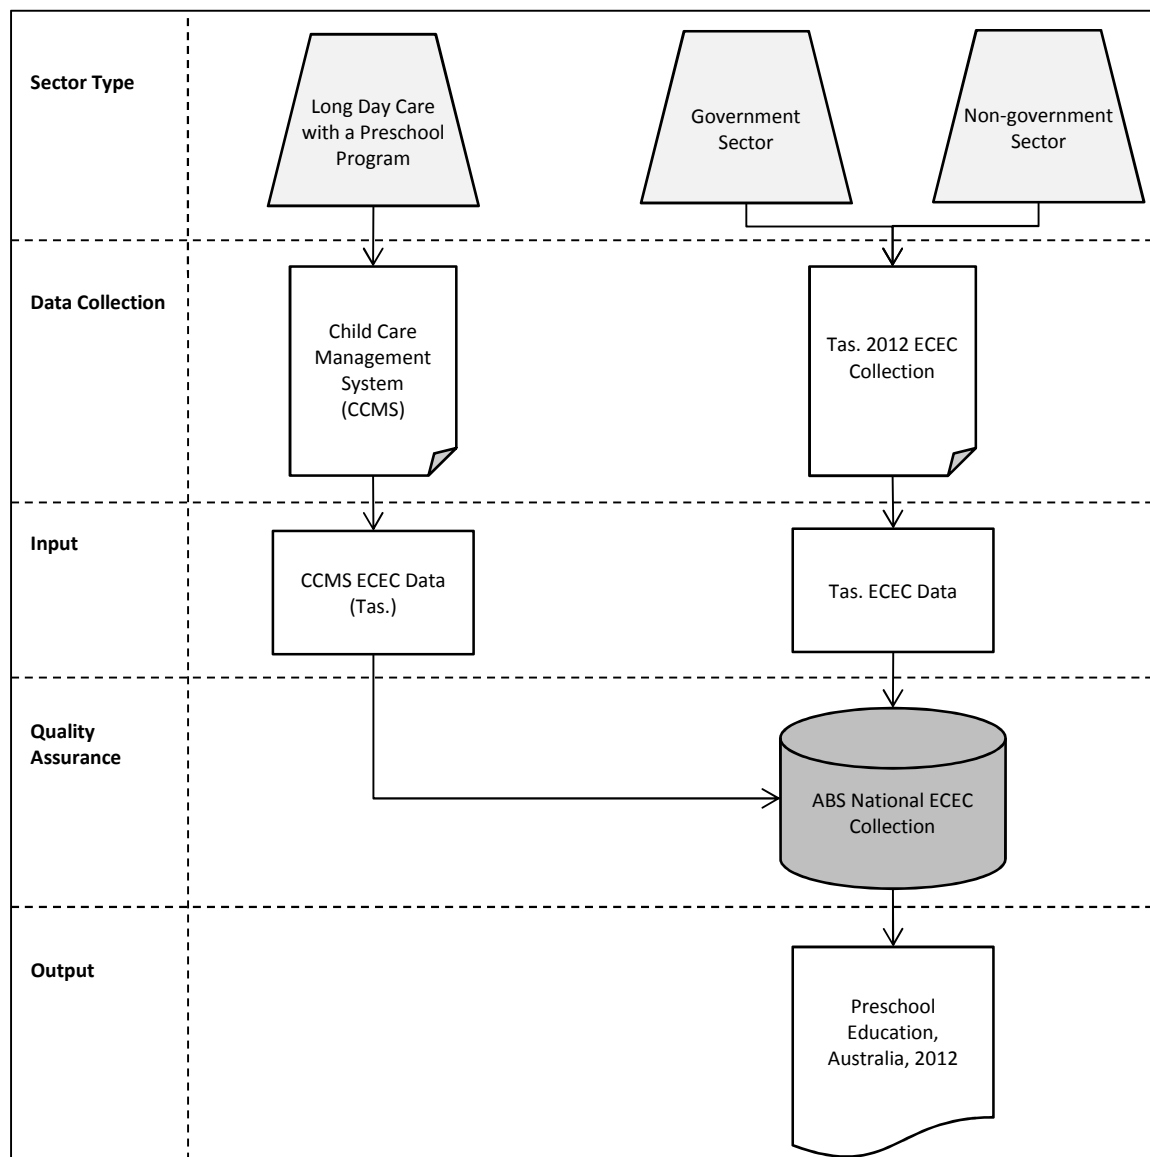 Sector Type
Long Day Care
with a Preschool
Program
Government
Sector
Non-government
Sector
Data Collection
Child Care
Management
System
(CCMS)
Tas. 2012 ECEC
Collection
Input
CCMS ECEC Data
(Tas.)
Tas. ECEC Data
Quality
Assurance
ABS National ECEC
Collection
Output
Preschool
Education,
Australia, 2012